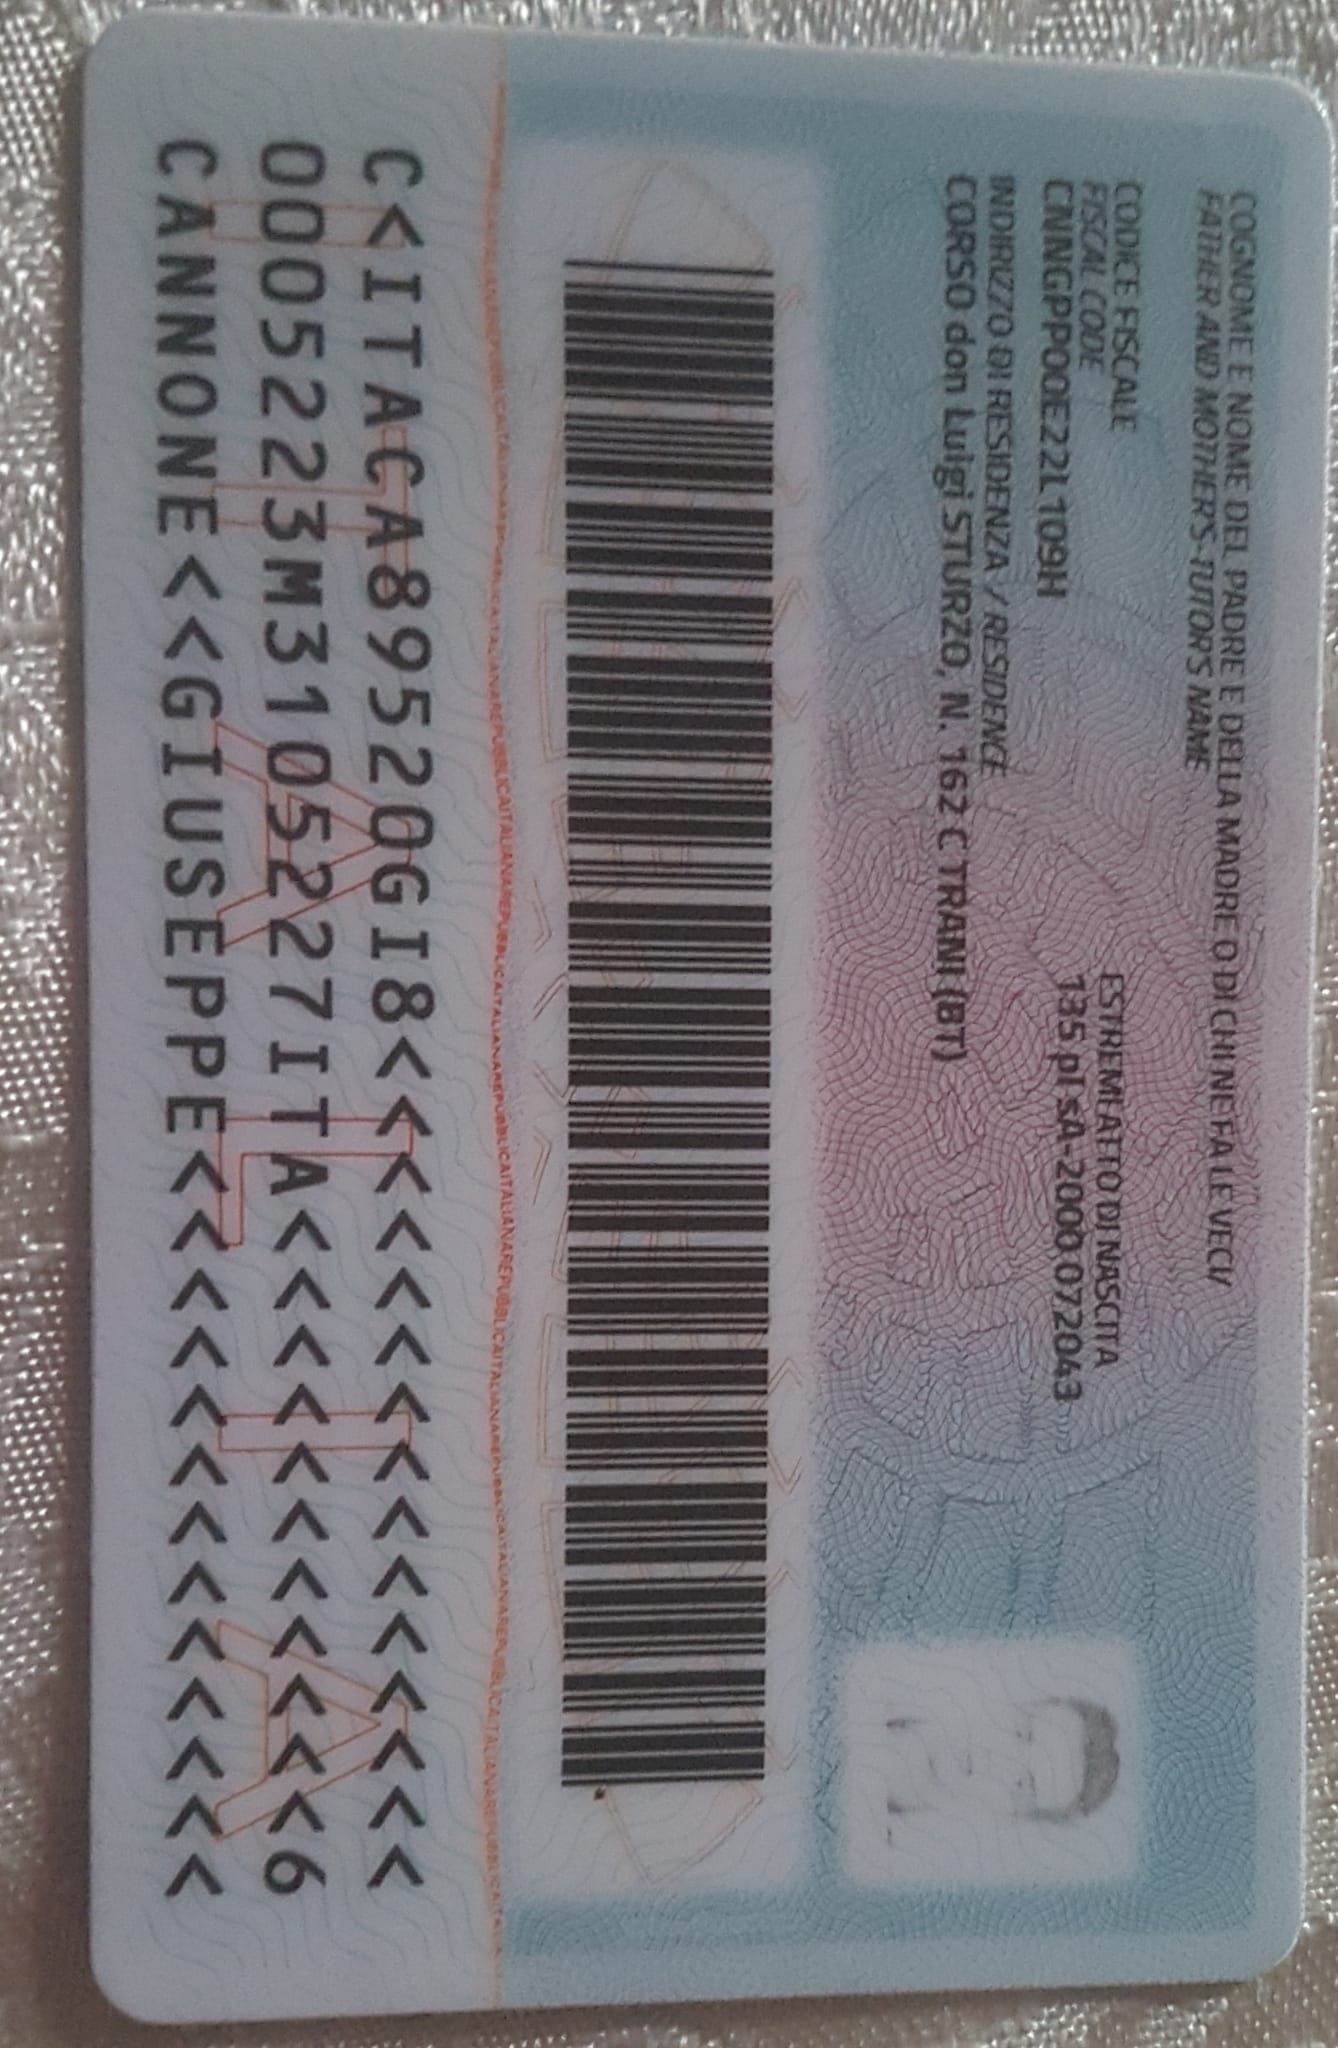 COGNOME E NOME DEL PADRE E DELLA MADRE O DI CHI NE FA LE VECI/
FATHER AND MOTHER'S-TUTOR'S NAME
CODICE FISCALE
FISCAL CODE
CNNGPP00E22L109H
ESTREMI ATTO DI NASCITA
135 pI sA-2000 072043
INDIRIZZO DI RESIDENZA / RESIDENCE
CORSO don Luigi STURZO, N. 162 C TRANI (BT)
C<ITACA89520GI8<<<<<<<<<<<<<<<
0005223M3105227ITA<<<<<<<<<<<6
CANNONE<<GIUSEPPE<<<<<<<<<<<<<
ITALIA